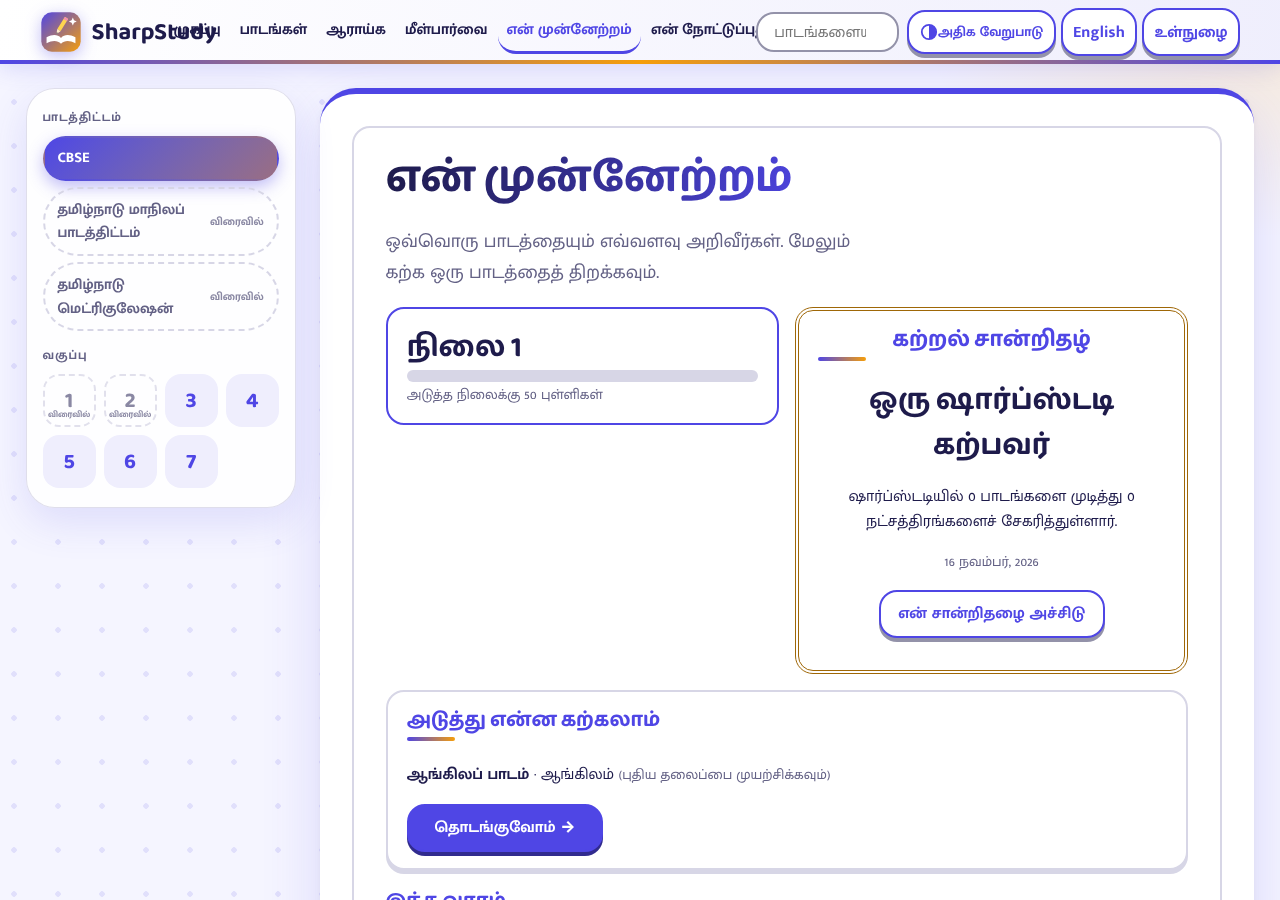 SharpStudy
பாடங்கள்
ஆராய்க
மீள்பார்வை
என் முன்னேற்றம்
என் நோட்டுப்பு
பாடங்களை
அதிக வேறுபாடு
English
உள்நுழை
பாடத்திட்டம்
CBSE
தமிழ்நாடு மாநிலப்
பாடத்திட்டம்
விரைவில்
தமிழ்நாடு
மெட்ரிகுலேஷன்
விரைவில்
வகுப்பு
1 விரைவில்
2 விரைவில்
3
4
5
6
7
என் முன்னேற்றம்
ஒவ்வொரு பாடத்தையும் எவ்வளவு அறிவீர்கள். மேலும்
கற்க ஒரு பாடத்தைத் திறக்கவும்.
நிலை 1
அடுத்த நிலைக்கு 50 புள்ளிகள்
கற்றல் சான்றிதழ்
ஒரு ஷார்ப்ஸ்டடி
கற்பவர்
ஷார்ப்ஸ்டடியில் 0 பாடங்களை முடித்து 0
நட்சத்திரங்களைச் சேகரித்துள்ளார்.
16 நவம்பர், 2026
என் சான்றிதழை அச்சிடு
அடுத்து என்ன கற்கலாம்
ஆங்கிலப் பாடம் · ஆங்கிலம் (புதிய தலைப்பை முயற்சிக்கவும்)
தொடங்குவோம் →